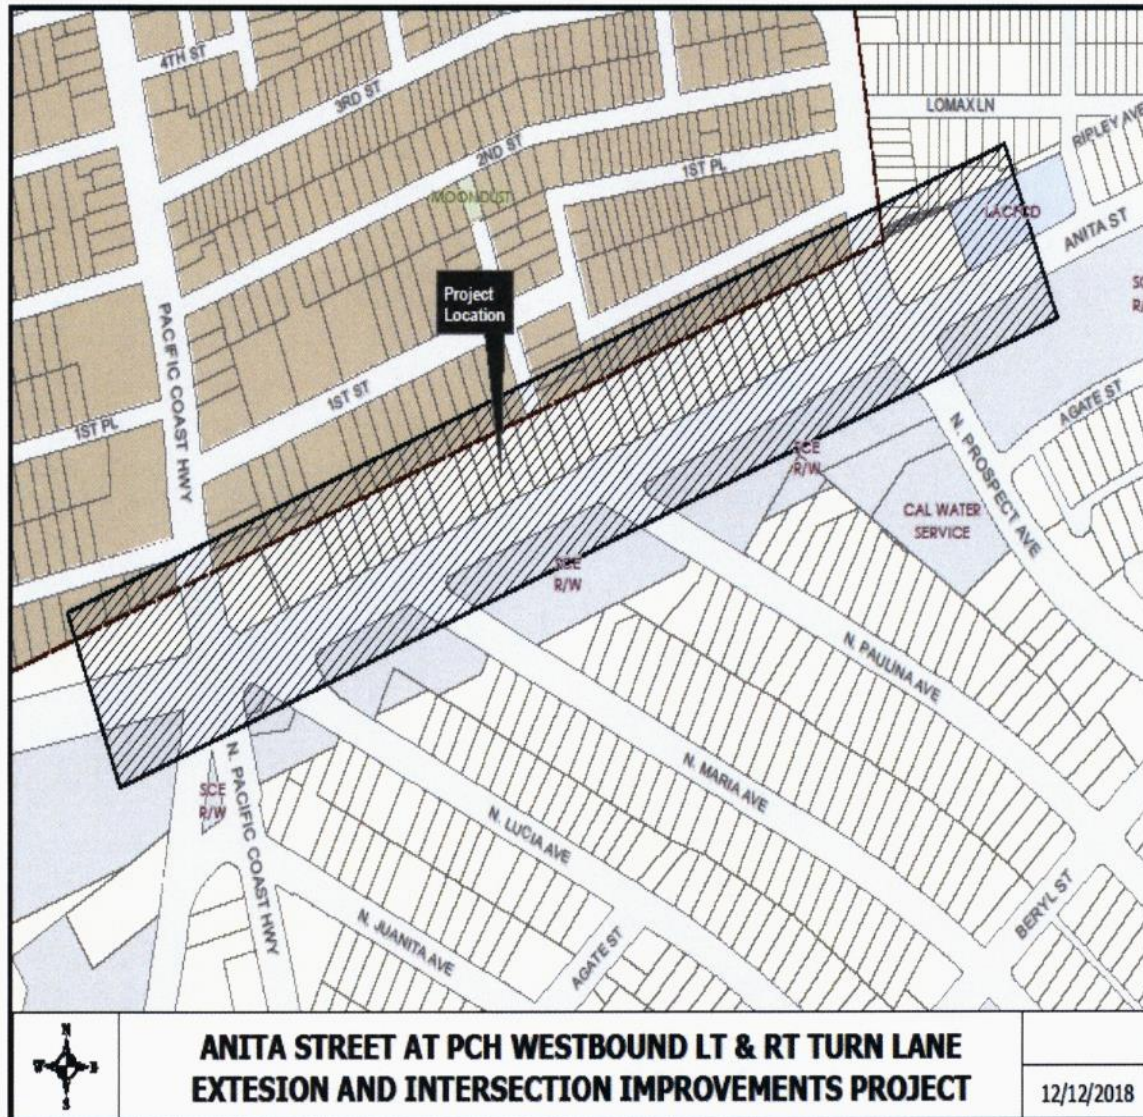 4TH ST
3RD ST
2ND ST
1ST PL
LOMAX LN
RIPLEY AVE
MOONDUST
LACFCD
ANITA ST
Project
Location
PACIFIC COAST HWY
1ST ST
1ST PL
AGATE ST
SCE
R/W
N. PROSPECT AVE
CAL WATER
SERVICE
SCE
R/W
N. PAULINA AVE
N. MARIA AVE
SCE
R/W
N. PACIFIC COAST HWY
N. LUCIA AVE
BERYL ST
N. JUANITA AVE
AGATE ST
N
W E
S
ANITA STREET AT PCH WESTBOUND LT & RT TURN LANE
EXTESION AND INTERSECTION IMPROVEMENTS PROJECT
12/12/2018